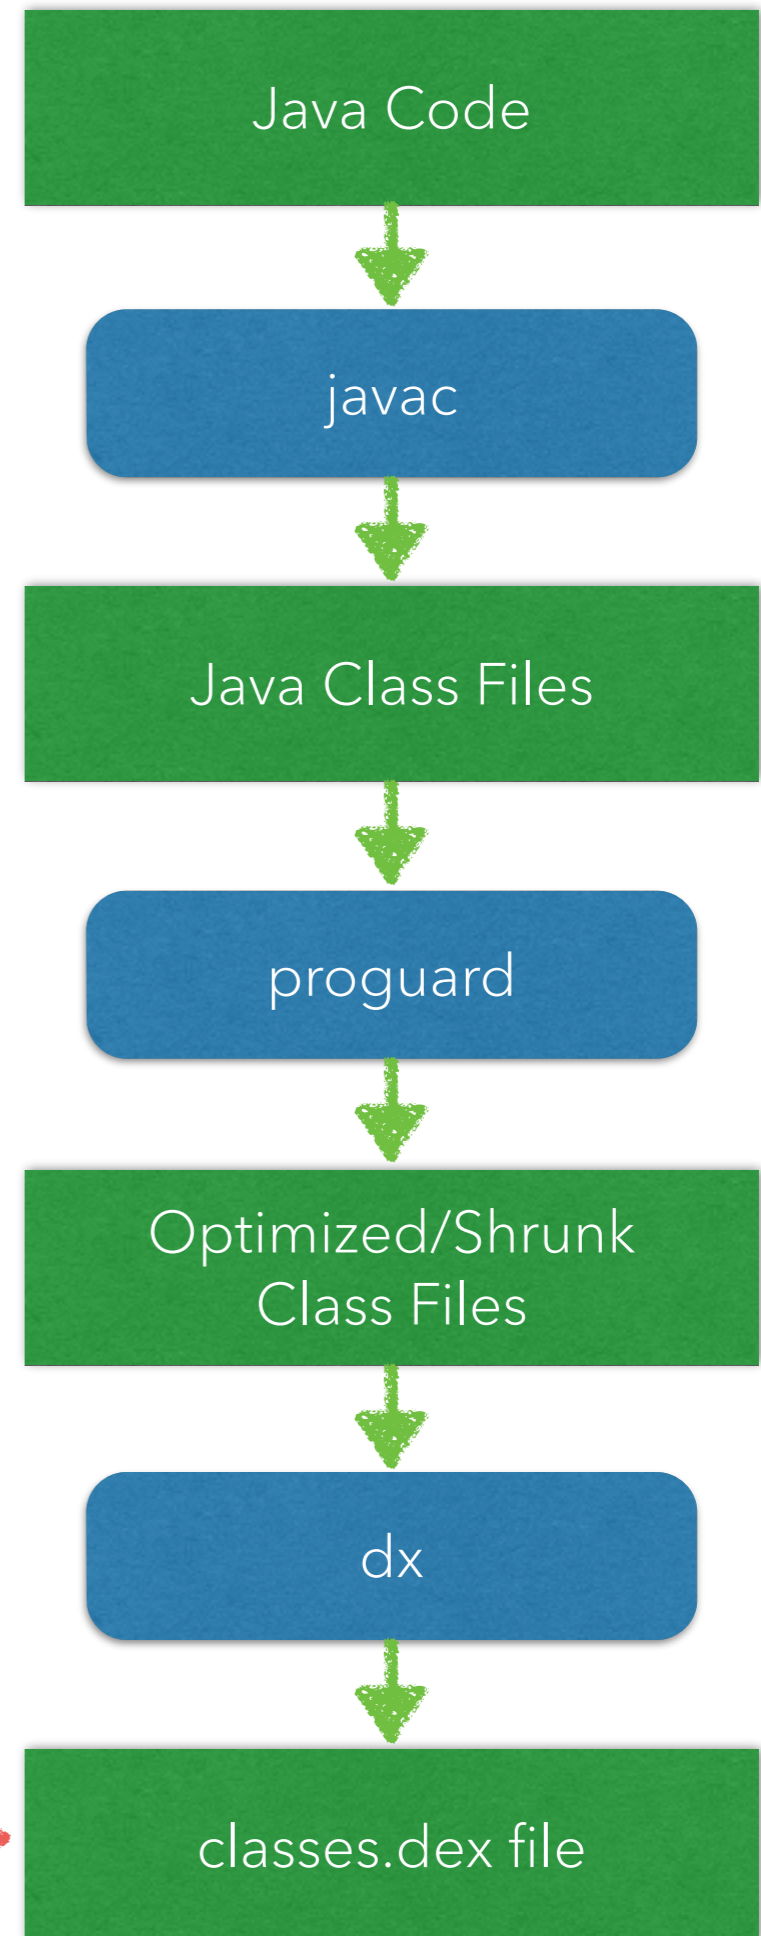 Java Code
javac
Java Class Files
proguard
Optimized/Shrunk
Class Files
dx
classes.dex file